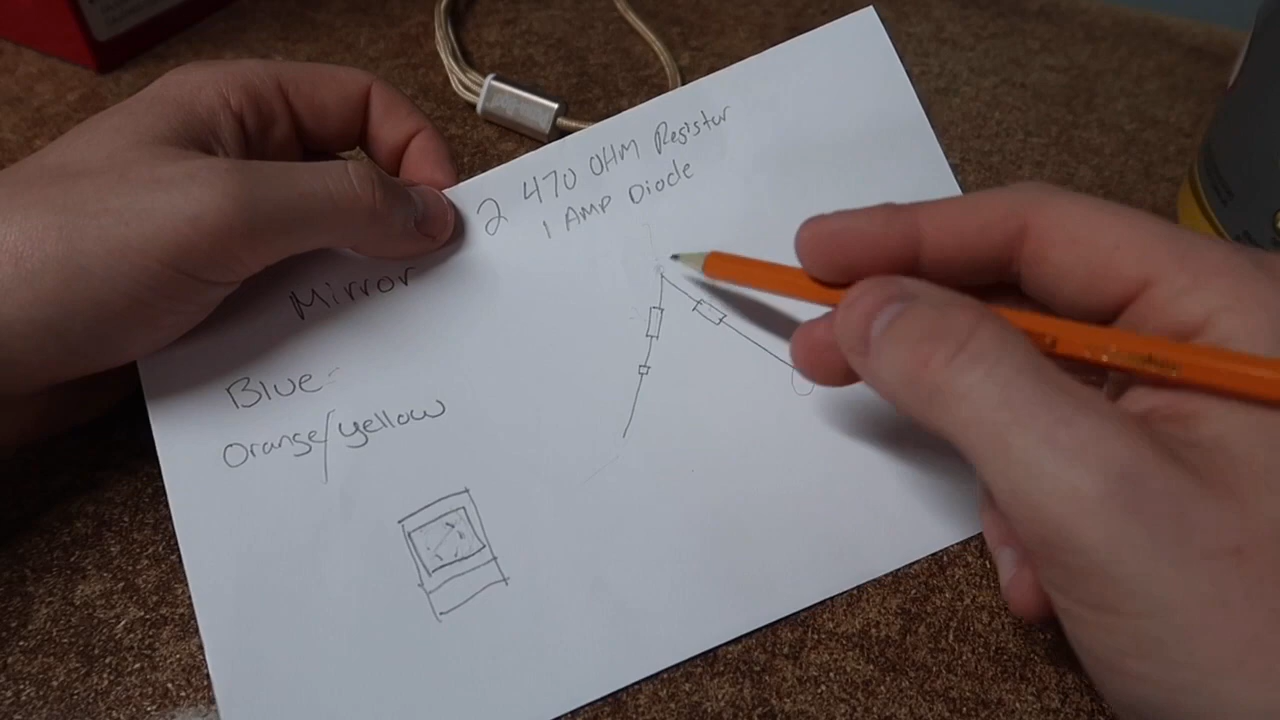 2 470 OHM Resistor
1 AMP Diode
Mirror
Blue
Orange/yellow